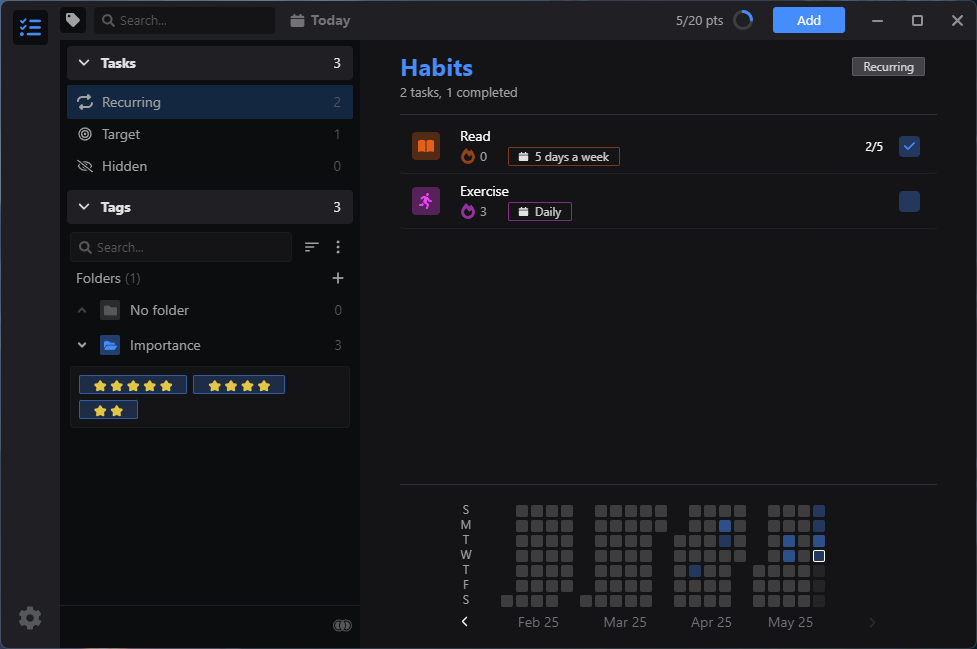 Search...
Today
5/20 pts
Add
Tasks 3
Recurring 2
Target 1
Hidden 0
Tags 3
Search...
Folders (1)
No folder 0
Importance 3
Habits
Recurring
2 tasks, 1 completed
Read
0
5 days a week
2/5
Exercise
3
Daily
S
M
T
W
T
F
S
Feb 25
Mar 25
Apr 25
May 25